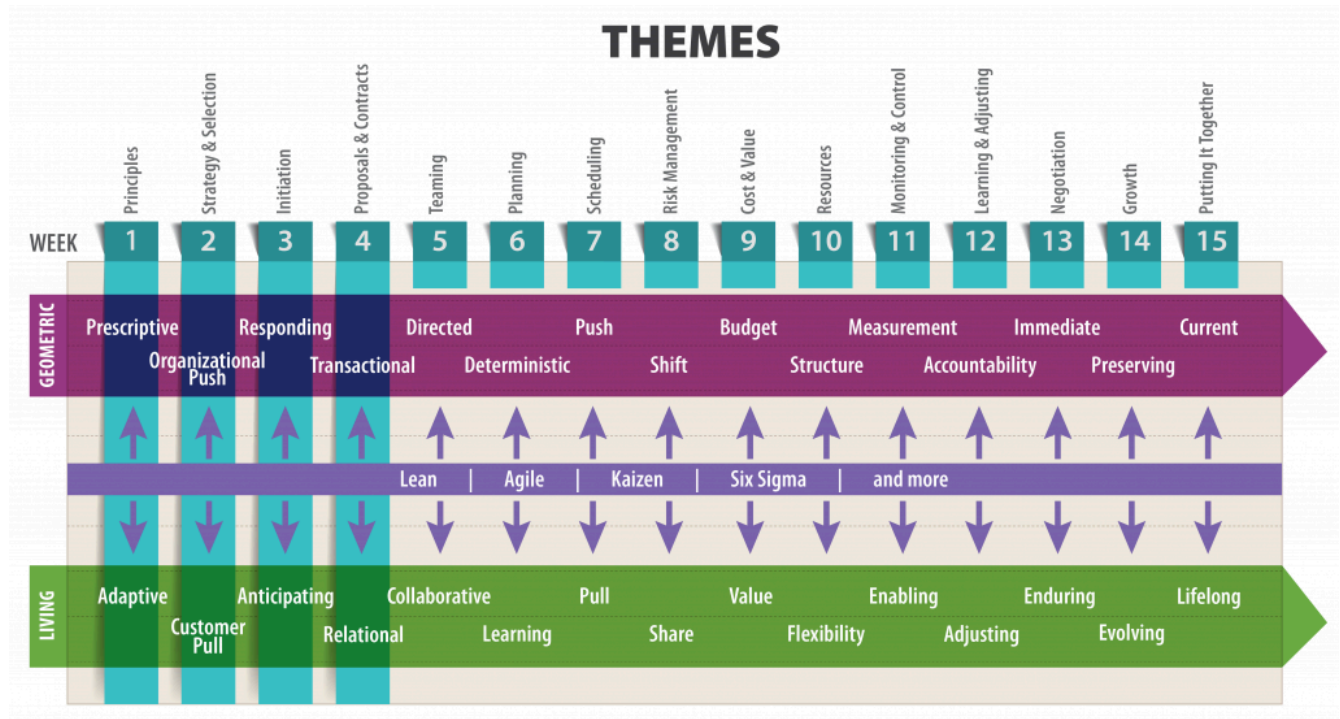 THEMES
Principles
Strategy & Selection
Initiation
Proposals & Contracts
Teaming
Planning
Scheduling
Risk Management
Cost & Value
Resources
Monitoring & Control
Learning & Adjusting
Negotiation
Growth
Putting It Together
WEEK 1 2 3 4 5 6 7 8 9 10 11 12 13 14 15
GEOMETRIC
Prescriptive Responding Directed Push Budget Measurement Immediate Current
Organizational
Push
Transactional Deterministic Shift Structure Accountability Preserving
Lean | Agile | Kaizen | Six Sigma | and more
LIVING
Adaptive Anticipating Collaborative Pull Value Enabling Enduring Lifelong
Customer
Pull
Relational Learning Share Flexibility Adjusting Evolving